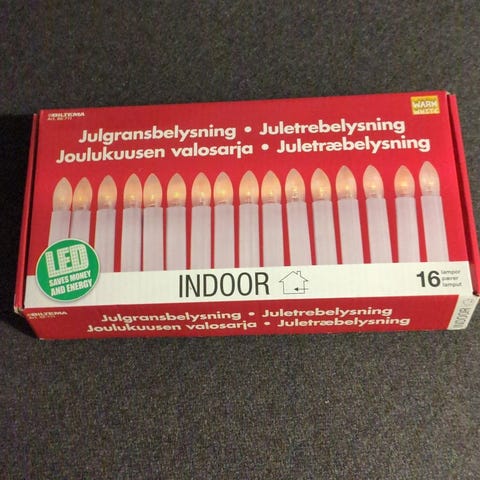 BILTEMA
WARM
WHITE
Julgransbelysning • Juletrebelysning
Joulukuusen valosarja • Juletræbelysning
LED
SAVES MONEY
AND ENERGY
INDOOR
16 lampor
pærer
lamput
BILTEMA
Julgransbelysning • Juletrebelysning
Joulukuusen valosarja • Juletræbelysning
INDOOR